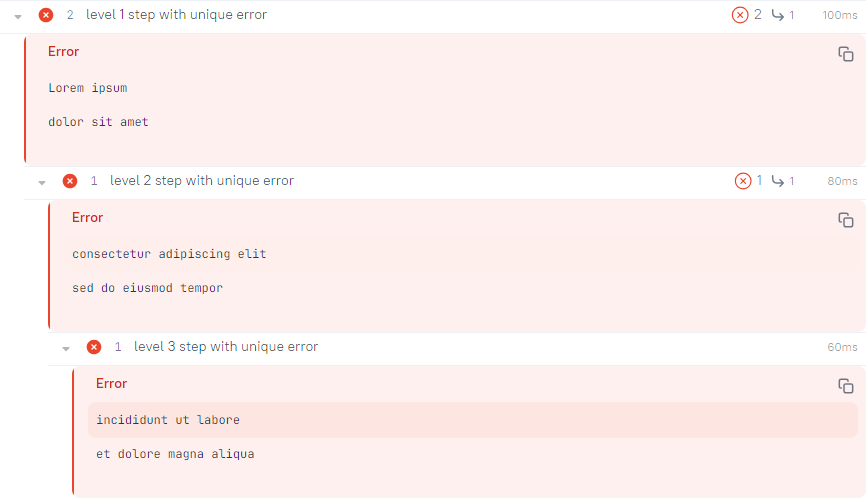 2 level 1 step with unique error 2 1 100ms
Error
Lorem ipsum
dolor sit amet
1 level 2 step with unique error 1 1 80ms
Error
consectetur adipiscing elit
sed do eiusmod tempor
1 level 3 step with unique error 60ms
Error
incididunt ut labore
et dolore magna aliqua